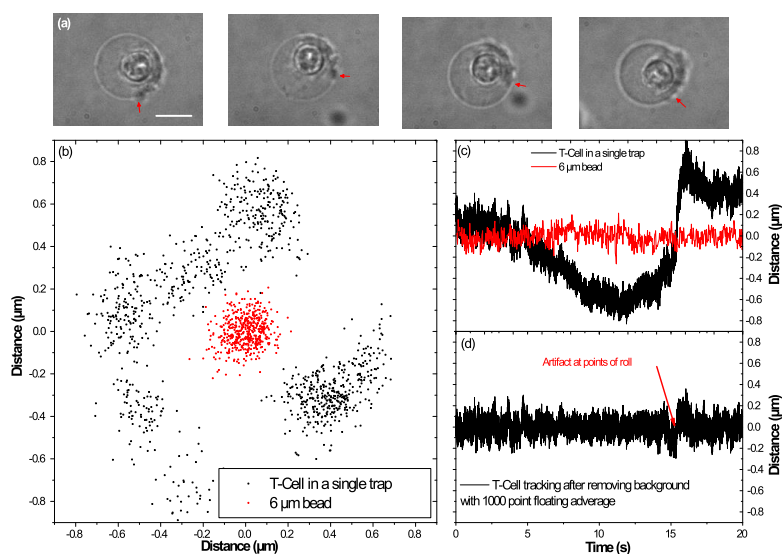 (a)
(b)
0.8
0.6
0.4
0.2
0.0
-0.2
-0.4
-0.6
-0.8
Distance (µm)
-0.8 -0.6 -0.4 -0.2 0.0 0.2 0.4 0.6 0.8
Distance (µm)
T-Cell in a single trap
6 µm bead
(c)
T-Cell in a single trap
6 µm bead
0.8
0.6
0.4
0.2
0.0
-0.2
-0.4
-0.6
-0.8
Distance (µm)
(d)
Artifact at points of roll
T-Cell tracking after removing background
with 1000 point floating adverage
0.8
0.6
0.4
0.2
0.0
-0.2
-0.4
-0.6
-0.8
Distance (µm)
0 5 10 15 20
Time (s)